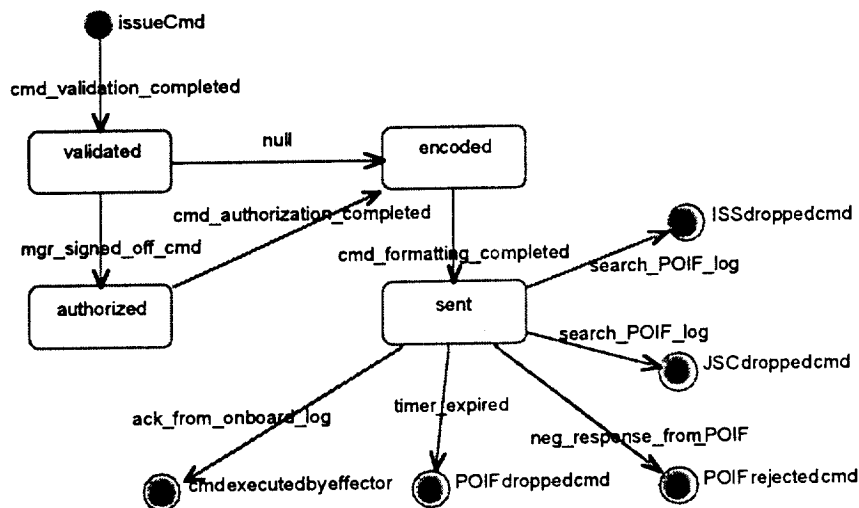 issueCmd
cmd_validation_completed
null
validated
encoded
cmd_authorization_completed
ISSdroppedcmd
mgr_signed_off_cmd
cmd_formatting_completed
search_POIF_log
authorized
sent
search_POIF_log
JSCdroppedcmd
ack_from_onboard_log
timer_expired
neg_response_from_POIF
cmdexecutedbyeffector
POIFdroppedcmd
POIFrejectedcmd